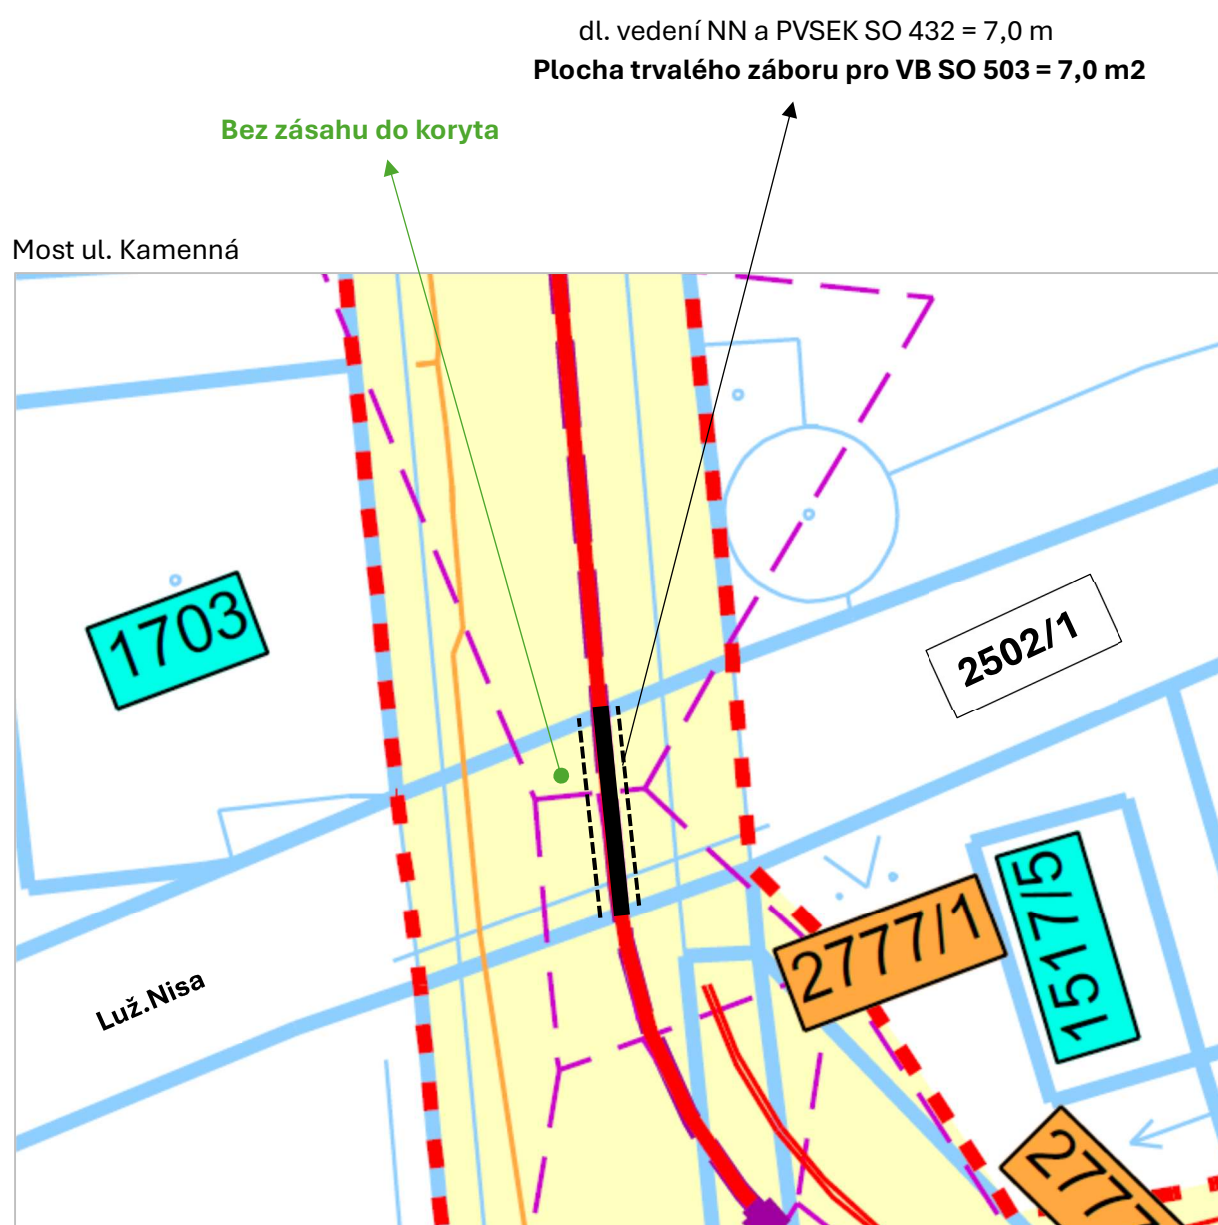 dl. vedení NN a PVSEK SO 432 = 7,0 m
Plocha trvalého záboru pro VB SO 503 = 7,0 m2
Bez zásahu do koryta
Most ul. Kamenná
1703
2502/1
2777/1
1517/5
Luž.Nisa
277